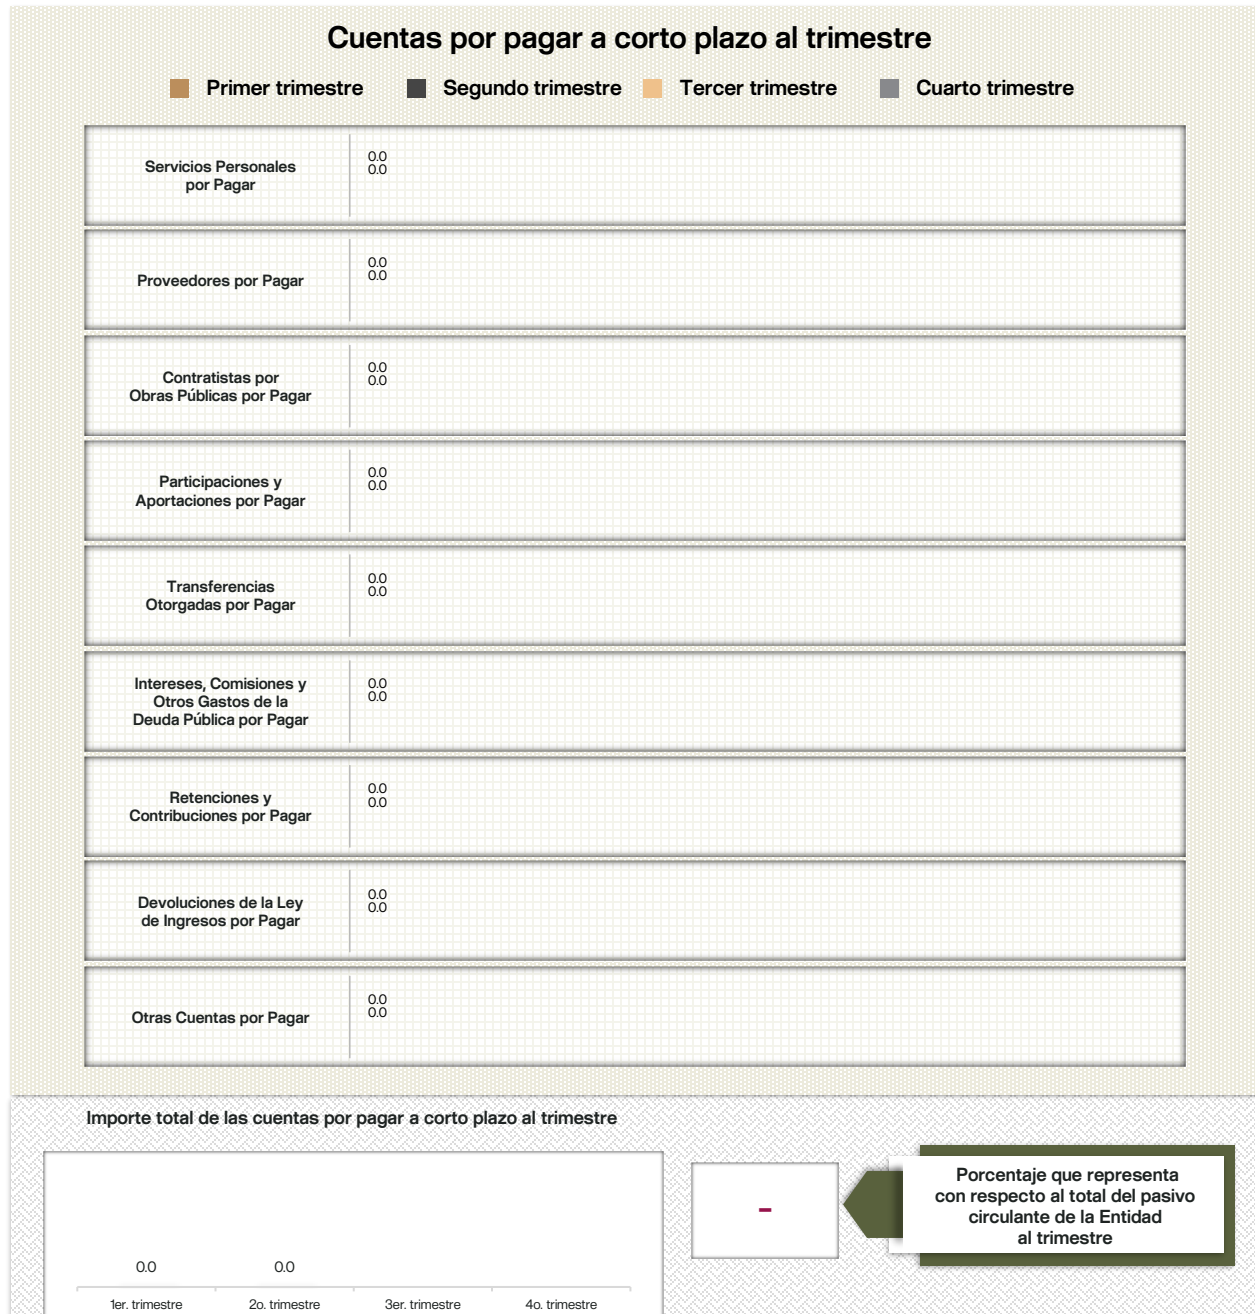 Cuentas por pagar a corto plazo al trimestre
Primer trimestre Segundo trimestre Tercer trimestre Cuarto trimestre
Servicios Personales
por Pagar
0.0
0.0
Proveedores por Pagar
0.0
0.0
Contratistas por
Obras Públicas por Pagar
0.0
0.0
Participaciones y
Aportaciones por Pagar
0.0
0.0
Transferencias
Otorgadas por Pagar
0.0
0.0
Intereses, Comisiones y
Otros Gastos de la
Deuda Pública por Pagar
0.0
0.0
Retenciones y
Contribuciones por Pagar
0.0
0.0
Devoluciones de la Ley
de Ingresos por Pagar
0.0
0.0
Otras Cuentas por Pagar
0.0
0.0
Importe total de las cuentas por pagar a corto plazo al trimestre
0.0 0.0
1er. trimestre 2o. trimestre 3er. trimestre 4o. trimestre
-
Porcentaje que representa
con respecto al total del pasivo
circulante de la Entidad
al trimestre